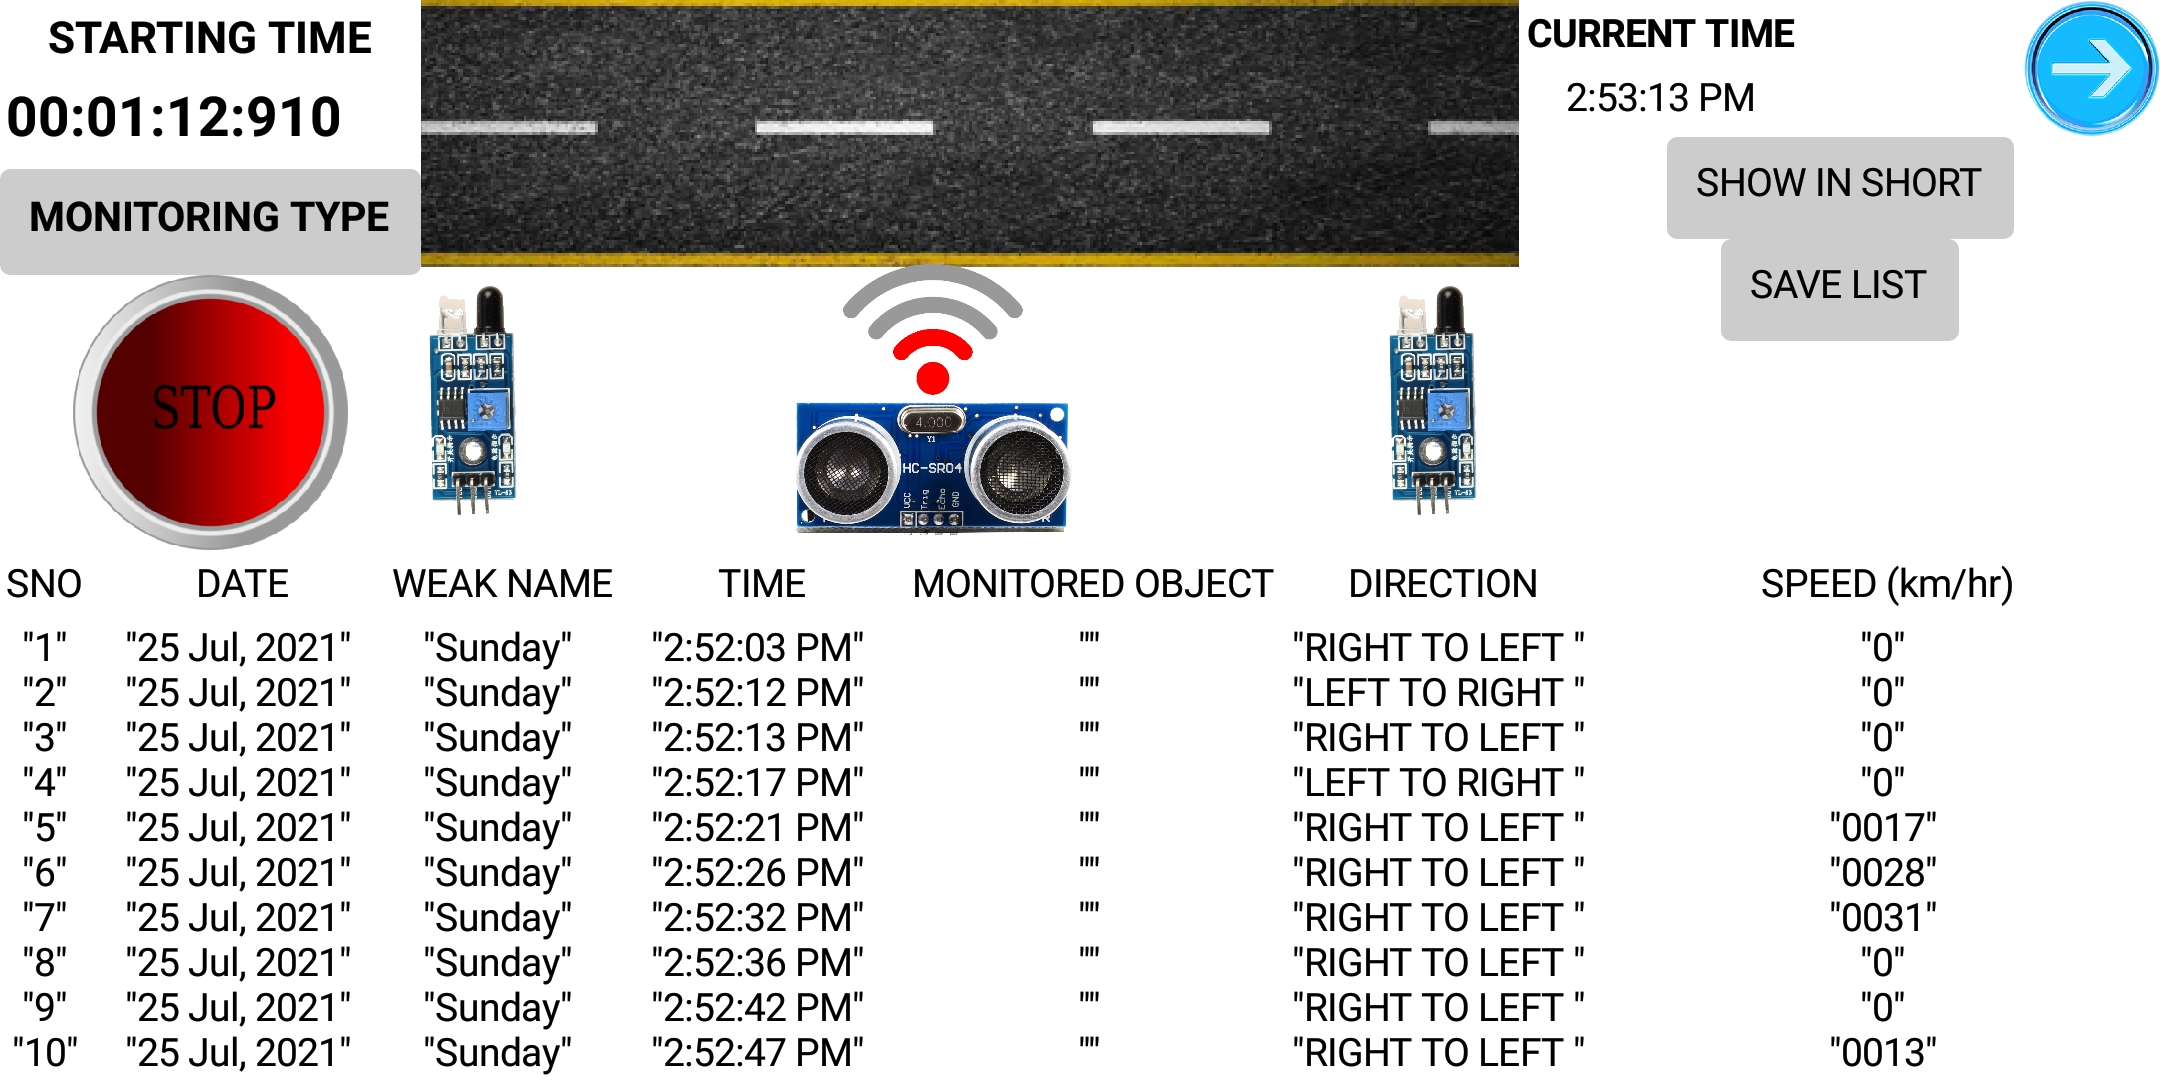 STARTING TIME
00:01:12:910
MONITORING TYPE
STOP
CURRENT TIME
2:53:13 PM
SHOW IN SHORT
SAVE LIST
4.000
Y1
HC-SR04
VCC
Trig
Echo
GND
SNO DATE WEAK NAME TIME MONITORED OBJECT DIRECTION SPEED (km/hr)
"1" "25 Jul, 2021" "Sunday" "2:52:03 PM" "" "RIGHT TO LEFT " "0"
"2" "25 Jul, 2021" "Sunday" "2:52:12 PM" "" "LEFT TO RIGHT " "0"
"3" "25 Jul, 2021" "Sunday" "2:52:13 PM" "" "RIGHT TO LEFT " "0"
"4" "25 Jul, 2021" "Sunday" "2:52:17 PM" "" "LEFT TO RIGHT " "0"
"5" "25 Jul, 2021" "Sunday" "2:52:21 PM" "" "RIGHT TO LEFT " "0017"
"6" "25 Jul, 2021" "Sunday" "2:52:26 PM" "" "RIGHT TO LEFT " "0028"
"7" "25 Jul, 2021" "Sunday" "2:52:32 PM" "" "RIGHT TO LEFT " "0031"
"8" "25 Jul, 2021" "Sunday" "2:52:36 PM" "" "RIGHT TO LEFT " "0"
"9" "25 Jul, 2021" "Sunday" "2:52:42 PM" "" "RIGHT TO LEFT " "0"
"10" "25 Jul, 2021" "Sunday" "2:52:47 PM" "" "RIGHT TO LEFT " "0013"